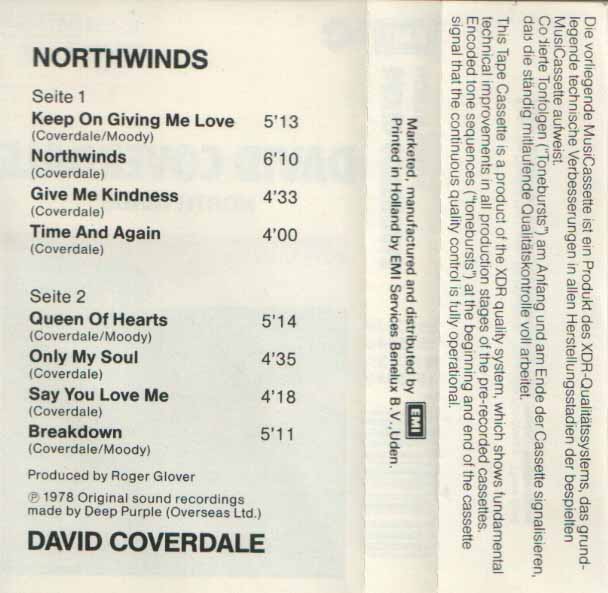 NORTHWINDS
Seite 1
Keep On Giving Me Love 5'13
(Coverdale/Moody)
Northwinds 6'10
(Coverdale)
Give Me Kindness 4'33
(Coverdale)
Time And Again 4'00
(Coverdale)
Seite 2
Queen Of Hearts 5'14
(Coverdale/Moody)
Only My Soul 4'35
(Coverdale)
Say You Love Me 4'18
(Coverdale)
Breakdown 5'11
(Coverdale/Moody)
Produced by Roger Glover
℗ 1978 Original sound recordings
made by Deep Purple (Overseas Ltd.)
DAVID COVERDALE
Marketed, manufactured and distributed by EMI
Printed in Holland by EMI Services Benelux B.V., Uden.
Die vorliegende MusiCassette ist ein Produkt des XDR-Qualitätssystems, das grund-
legende technische Verbesserungen in allen Herstellungsstadien der bespielten
MusiCassette aufweist.
Codierte Tonfolgen ("Tonebursts") am Anfang und am Ende der Cassette signalisieren,
daß die ständig mitlaufende Qualitätskontrolle voll arbeitet.
This Tape Cassette is a product of the XDR quality system, which shows fundamental
technical improvements in all production stages of the pre-recorded cassettes.
Encoded tone sequences ("tonebursts") at the beginning and end of the cassette
signal that the continuous quality control is fully operational.